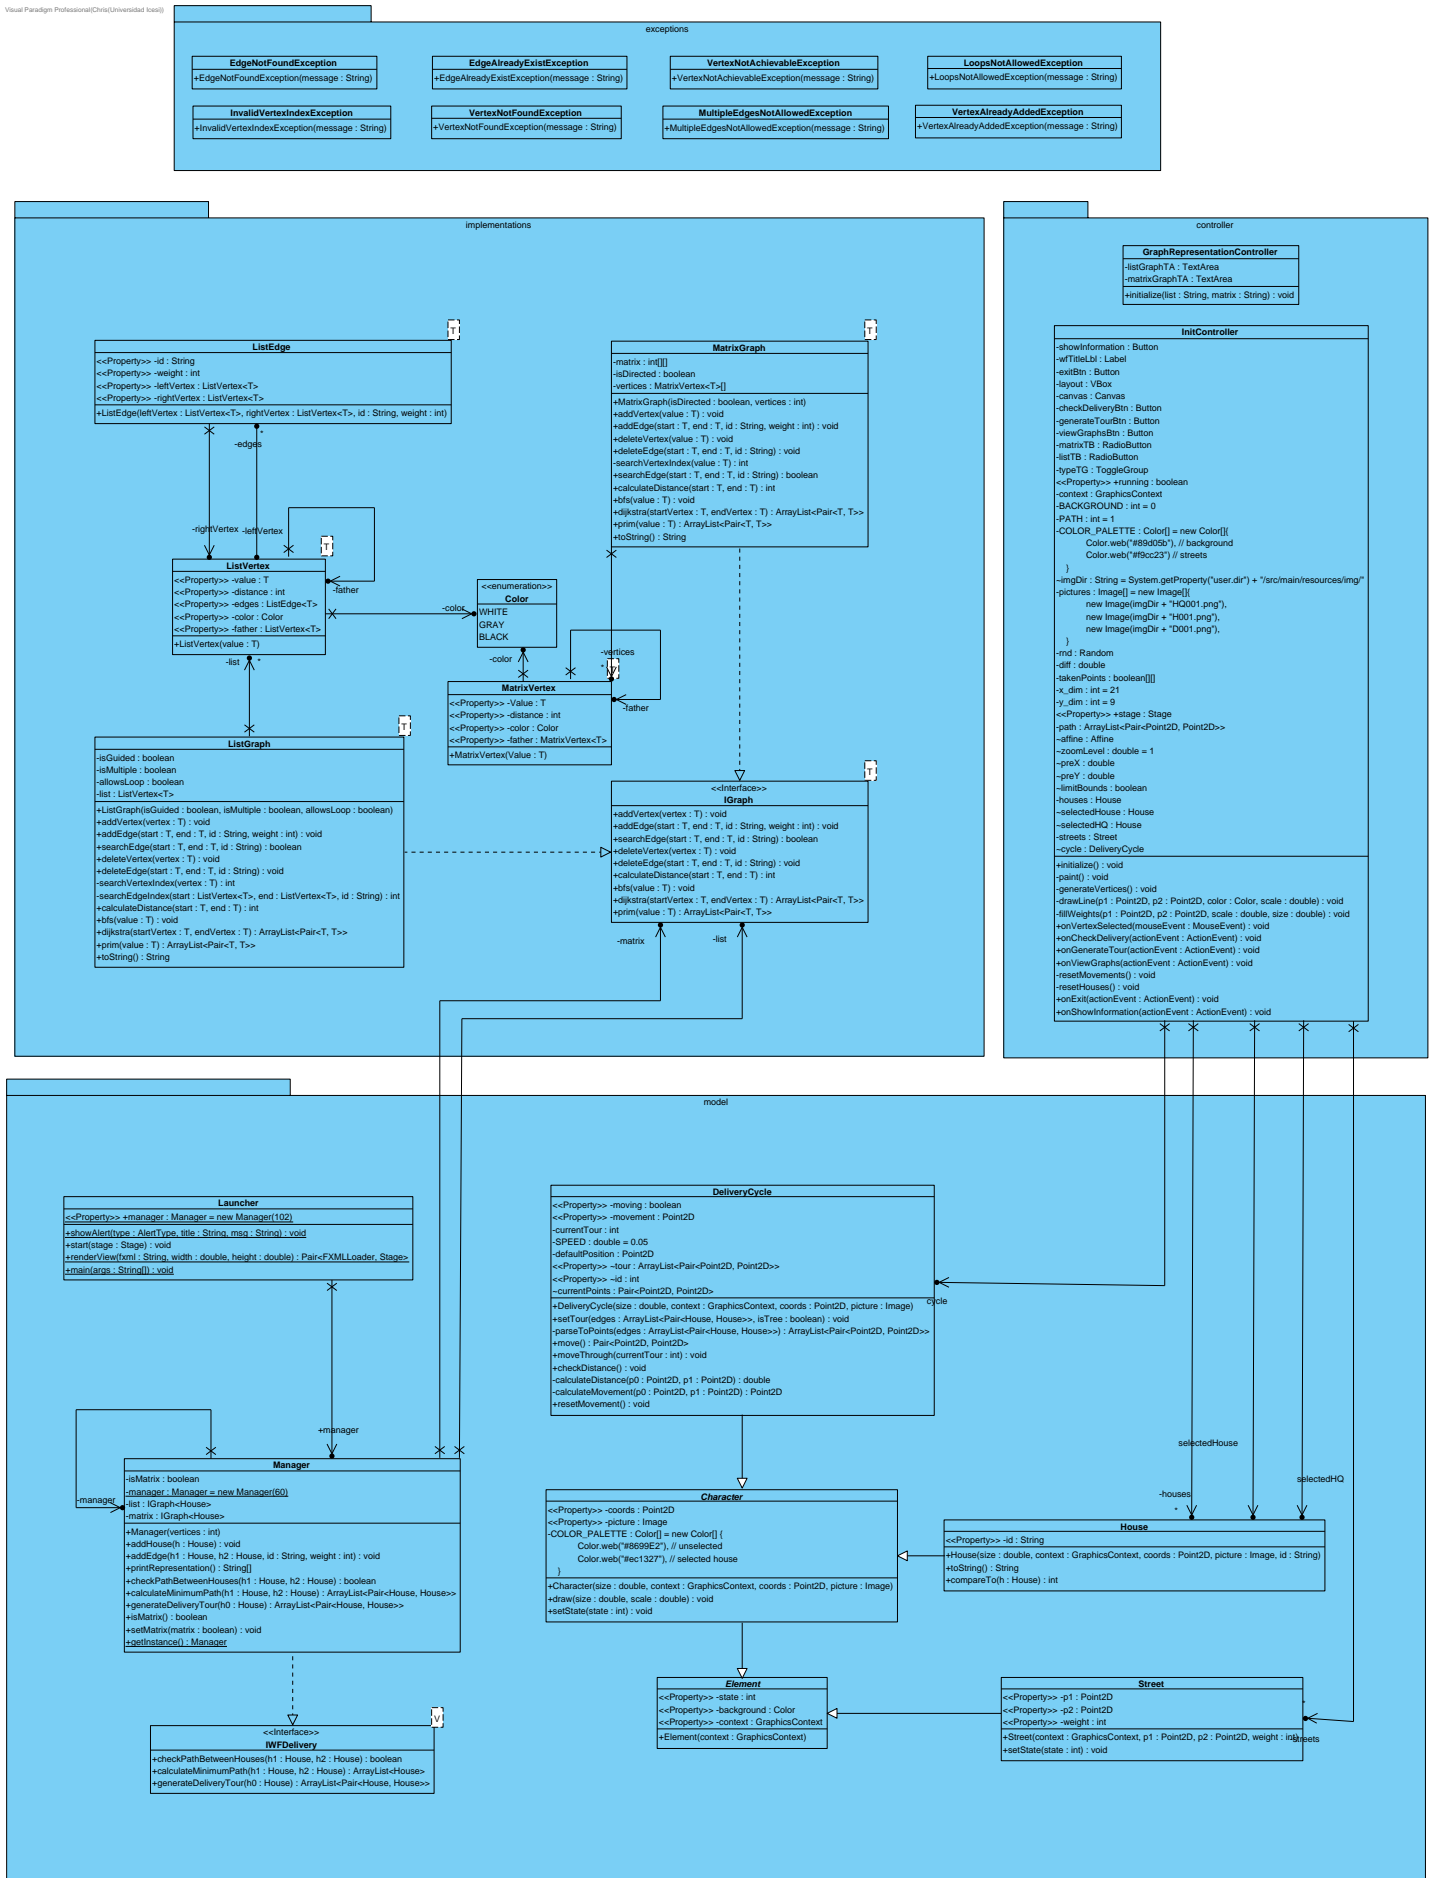 Visual Paradigm Professional(Chris(Universidad Icesi))
exceptions
EdgeNotFoundException
+EdgeNotFoundException(message : String)
EdgeAlreadyExistException
+EdgeAlreadyExistException(message : String)
VertexNotAchievableException
+VertexNotAchievableException(message : String)
LoopsNotAllowedException
+LoopsNotAllowedException(message : String)
InvalidVertexIndexException
+InvalidVertexIndexException(message : String)
VertexNotFoundException
+VertexNotFoundException(message : String)
MultipleEdgesNotAllowedException
+MultipleEdgesNotAllowedException(message : String)
VertexAlreadyAddedException
+VertexAlreadyAddedException(message : String)
implementations
T
ListEdge
<<Property>> -id : String
<<Property>> -weight : int
<<Property>> -leftVertex : ListVertex<T>
<<Property>> -rightVertex : ListVertex<T>
+ListEdge(leftVertex : ListVertex<T>, rightVertex : ListVertex<T>, id : String, weight : int)
*
-edges
-rightVertex
-leftVertex
T
ListVertex
<<Property>> -value : T
<<Property>> -distance : int
<<Property>> -edges : ListEdge<T>
<<Property>> -color : Color
<<Property>> -father : ListVertex<T>
+ListVertex(value : T)
-father
-color
-list
*
<<enumeration>>
Color
WHITE
GRAY
BLACK
-color
-vertices
*
MatrixVertex
<<Property>> -Value : T
<<Property>> -distance : int
<<Property>> -color : Color
<<Property>> -father : MatrixVertex<T>
+MatrixVertex(Value : T)
-father
T
MatrixGraph
-matrix : int[][]
-isDirected : boolean
-vertices : MatrixVertex<T>[]
+MatrixGraph(isDirected : boolean, vertices : int)
+addVertex(value : T) : void
+addEdge(start : T, end : T, id : String, weight : int) : void
+deleteVertex(value : T) : void
+deleteEdge(start : T, end : T, id : String) : void
-searchVertexIndex(value : T) : int
+searchEdge(start : T, end : T, id : String) : boolean
+calculateDistance(start : T, end : T) : int
+bfs(value : T) : void
+dijkstra(startVertex : T, endVertex : T) : ArrayList<Pair<T, T>>
+prim(value : T) : ArrayList<Pair<T, T>>
+toString() : String
T
ListGraph
-isGuided : boolean
-isMultiple : boolean
-allowsLoop : boolean
-list : ListVertex<T>
+ListGraph(isGuided : boolean, isMultiple : boolean, allowsLoop : boolean)
+addVertex(vertex : T) : void
+addEdge(start : T, end : T, id : String, weight : int) : void
+searchEdge(start : T, end : T, id : String) : boolean
+deleteVertex(vertex : T) : void
+deleteEdge(start : T, end : T, id : String) : void
-searchVertexIndex(vertex : T) : int
-searchEdgeIndex(start : ListVertex<T>, end : ListVertex<T>, id : String) : int
+calculateDistance(start : T, end : T) : int
+bfs(value : T) : void
+dijkstra(startVertex : T, endVertex : T) : ArrayList<Pair<T, T>>
+prim(value : T) : ArrayList<Pair<T, T>>
+toString() : String
T
<<Interface>>
IGraph
+addVertex(vertex : T) : void
+addEdge(start : T, end : T, id : String, weight : int) : void
+searchEdge(start : T, end : T, id : String) : boolean
+deleteVertex(vertex : T) : void
+deleteEdge(start : T, end : T, id : String) : void
+calculateDistance(start : T, end : T) : int
+bfs(value : T) : void
+dijkstra(startVertex : T, endVertex : T) : ArrayList<Pair<T, T>>
+prim(value : T) : ArrayList<Pair<T, T>>
-matrix
-list
controller
GraphRepresentationController
-listGraphTA : TextArea
-matrixGraphTA : TextArea
+initialize(list : String, matrix : String) : void
InitController
-showInformation : Button
-wfTitleLbl : Label
-exitBtn : Button
-layout : VBox
-canvas : Canvas
-checkDeliveryBtn : Button
-generateTourBtn : Button
-viewGraphsBtn : Button
-matrixTB : RadioButton
-listTB : RadioButton
-typeTG : ToggleGroup
<<Property>> +running : boolean
-context : GraphicsContext
-BACKGROUND : int = 0
-PATH : int = 1
-COLOR_PALETTE : Color[] = new Color[]{
Color.web("#89d05b"), // background
Color.web("#f9cc23") // streets
}
~imgDir : String = System.getProperty("user.dir") + "/src/main/resources/img/"
-pictures : Image[] = new Image[]{
new Image(imgDir + "HQ001.png"),
new Image(imgDir + "H001.png"),
new Image(imgDir + "D001.png"),
}
-rnd : Random
-diff : double
-takenPoints : boolean[][]
-x_dim : int = 21
-y_dim : int = 9
<<Property>> +stage : Stage
-path : ArrayList<Pair<Point2D, Point2D>>
~affine : Affine
~zoomLevel : double = 1
~preX : double
~preY : double
~limitBounds : boolean
-houses : House
~selectedHouse : House
~selectedHQ : House
-streets : Street
~cycle : DeliveryCycle
+initialize() : void
-paint() : void
-generateVertices() : void
-drawLine(p1 : Point2D, p2 : Point2D, color : Color, scale : double) : void
-fillWeights(p1 : Point2D, p2 : Point2D, scale : double, size : double) : void
+onVertexSelected(mouseEvent : MouseEvent) : void
+onCheckDelivery(actionEvent : ActionEvent) : void
+onGenerateTour(actionEvent : ActionEvent) : void
+onViewGraphs(actionEvent : ActionEvent) : void
-resetMovements() : void
-resetHouses() : void
+onExit(actionEvent : ActionEvent) : void
+onShowInformation(actionEvent : ActionEvent) : void
model
Launcher
<<Property>> +manager : Manager = new Manager(102)
+showAlert(type : AlertType, title : String, msg : String) : void
+start(stage : Stage) : void
+renderView(fxml : String, width : double, height : double) : Pair<FXMLLoader, Stage>
+main(args : String[]) : void
+manager
-manager
Manager
-isMatrix : boolean
-manager : Manager = new Manager(60)
-list : IGraph<House>
-matrix : IGraph<House>
+Manager(vertices : int)
+addHouse(h : House) : void
+addEdge(h1 : House, h2 : House, id : String, weight : int) : void
+printRepresentation() : String[]
+checkPathBetweenHouses(h1 : House, h2 : House) : boolean
+calculateMinimumPath(h1 : House, h2 : House) : ArrayList<Pair<House, House>>
+generateDeliveryTour(h0 : House) : ArrayList<Pair<House, House>>
+isMatrix() : boolean
+setMatrix(matrix : boolean) : void
+getInstance() : Manager
V
<<Interface>>
IWFDelivery
+checkPathBetweenHouses(h1 : House, h2 : House) : boolean
+calculateMinimumPath(h1 : House, h2 : House) : ArrayList<House>
+generateDeliveryTour(h0 : House) : ArrayList<Pair<House, House>>
DeliveryCycle
<<Property>> -moving : boolean
<<Property>> -movement : Point2D
-currentTour : int
-SPEED : double = 0.05
-defaultPosition : Point2D
<<Property>> ~tour : ArrayList<Pair<Point2D, Point2D>>
<<Property>> ~id : int
~currentPoints : Pair<Point2D, Point2D>
+DeliveryCycle(size : double, context : GraphicsContext, coords : Point2D, picture : Image)
+setTour(edges : ArrayList<Pair<House, House>>, isTree : boolean) : void
-parseToPoints(edges : ArrayList<Pair<House, House>>) : ArrayList<Pair<Point2D, Point2D>>
+move() : Pair<Point2D, Point2D>
+moveThrough(currentTour : int) : void
+checkDistance() : void
-calculateDistance(p0 : Point2D, p1 : Point2D) : double
-calculateMovement(p0 : Point2D, p1 : Point2D) : Point2D
+resetMovement() : void
cycle
selectedHouse
selectedHQ
-houses
*
Character
<<Property>> -coords : Point2D
<<Property>> -picture : Image
-COLOR_PALETTE : Color[] = new Color[] {
Color.web("#8699E2"), // unselected
Color.web("#ec1327"), // selected house
}
+Character(size : double, context : GraphicsContext, coords : Point2D, picture : Image)
+draw(size : double, scale : double) : void
+setState(state : int) : void
House
<<Property>> -id : String
+House(size : double, context : GraphicsContext, coords : Point2D, picture : Image, id : String)
+toString() : String
+compareTo(h : House) : int
Element
<<Property>> -state : int
<<Property>> -background : Color
<<Property>> -context : GraphicsContext
+Element(context : GraphicsContext)
Street
<<Property>> -p1 : Point2D
<<Property>> -p2 : Point2D
<<Property>> -weight : int
+Street(context : GraphicsContext, p1 : Point2D, p2 : Point2D, weight : int)
+setState(state : int) : void
*
-streets